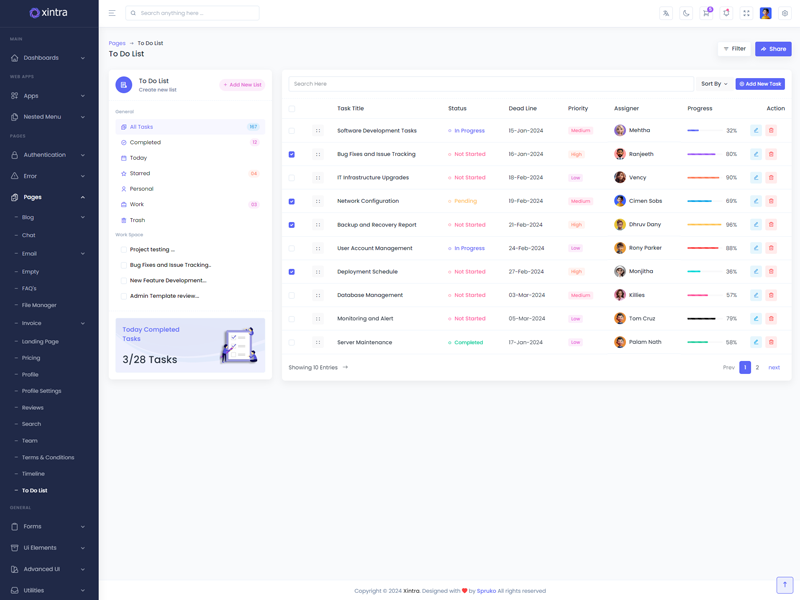 xintra
Search anything here ...
5
MAIN
Dashboards
WEB APPS
Apps
Nested Menu
PAGES
Authentication
Error
Pages
Blog
Chat
Email
Empty
FAQ's
File Manager
Invoice
Landing Page
Pricing
Profile
Profile Settings
Reviews
Search
Team
Terms & Conditions
Timeline
To Do List
GENERAL
Forms
UI Elements
Advanced UI
Utilities
Pages → To Do List
To Do List
Filter
Share
To Do List
Create new list
+ Add New List
General
All Tasks 167
Completed 12
Today
Starred 04
Personal
Work
Trash
Work Space
Project testing ...
Bug Fixes and Issue Tracking..
New Feature Development...
Admin Template review...
Today Completed
Tasks
3/28 Tasks
Search Here
Sort By
Add New Task
Task Title Status Dead Line Priority Assigner Progress Action
Software Development Tasks In Progress 15-Jan-2024 Medium Mehtha 32%
Bug Fixes and Issue Tracking Not Started 16-Jan-2024 High Ranjeeth 80%
IT Infrastructure Upgrades Not Started 18-Feb-2024 Low Vency 90%
Network Configuration Pending 19-Feb-2024 Medium Cimen Sobs 69%
Backup and Recovery Report Not Started 21-Feb-2024 High Dhruv Dany 96%
User Account Management In Progress 24-Feb-2024 Low Rony Parker 88%
Deployment Schedule Not Started 27-Feb-2024 High Monjitha 36%
Database Management Not Started 03-Mar-2024 Medium Killies 57%
Monitoring and Alert Not Started 05-Mar-2024 Low Tom Cruz 79%
Server Maintenance Completed 17-Jan-2024 Low Palam Nath 58%
Showing 10 Entries →
Prev 1 2 next
Copyright © 2024 Xintra. Designed with ❤ by Spruko All rights reserved